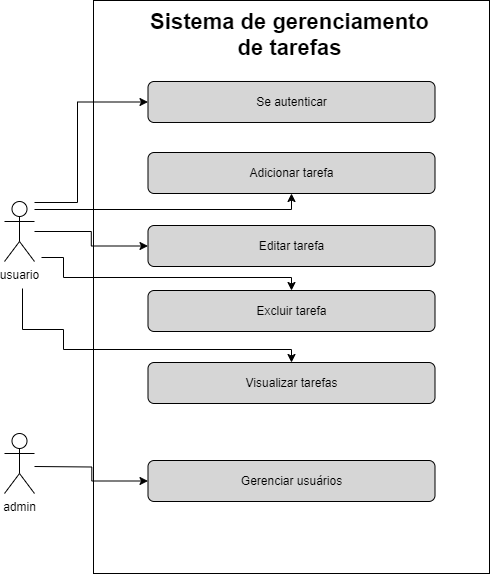 Sistema de gerenciamento
de tarefas
Se autenticar
Adicionar tarefa
Editar tarefa
usuario
Excluir tarefa
Visualizar tarefas
Gerenciar usuários
admin